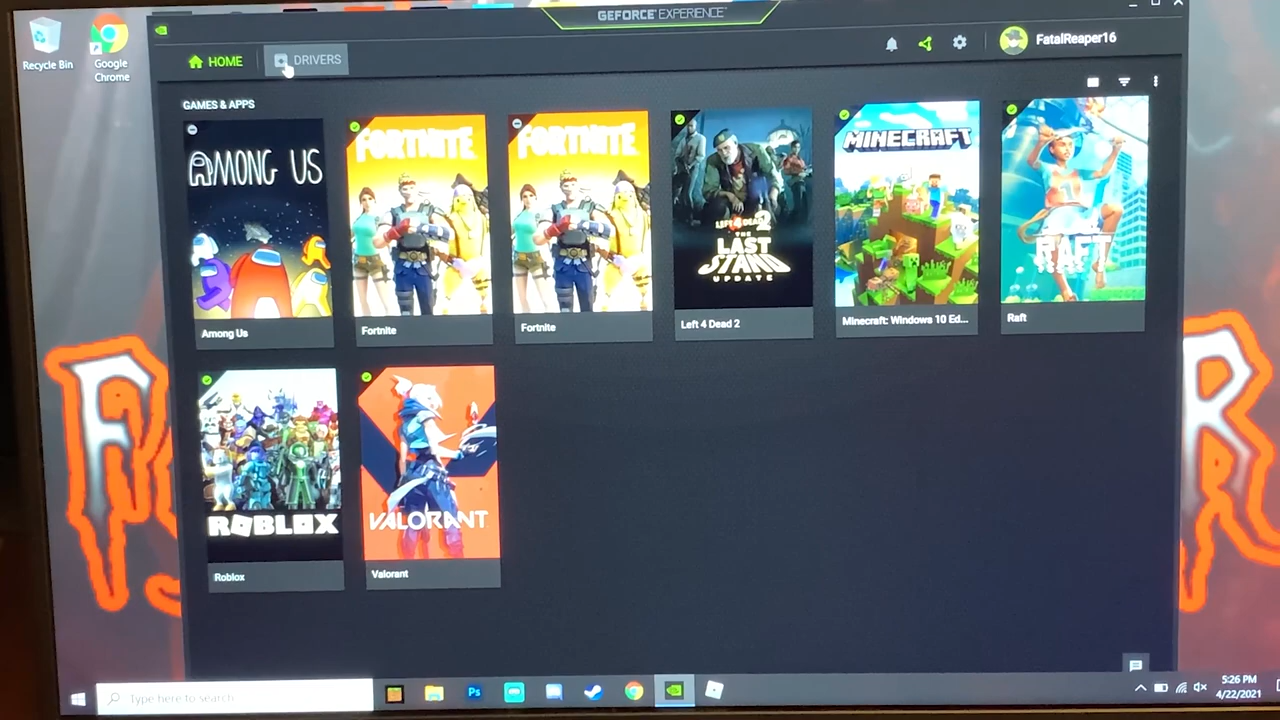 GEFORCE EXPERIENCE
Recycle Bin
Google
Chrome
HOME
DRIVERS
FatalReaper16
GAMES & APPS
AMONG US
Among Us
FORTNITE
Fortnite
FORTNITE
Fortnite
LEFT 4 DEAD 2
THE
LAST
STAND
UPDATE
Left 4 Dead 2
MINECRAFT
Minecraft: Windows 10 Ed...
RAFT
Raft
ROBLOX
Roblox
VALORANT
Valorant
R
Type here to search
Ps
5:26 PM
4/22/2021